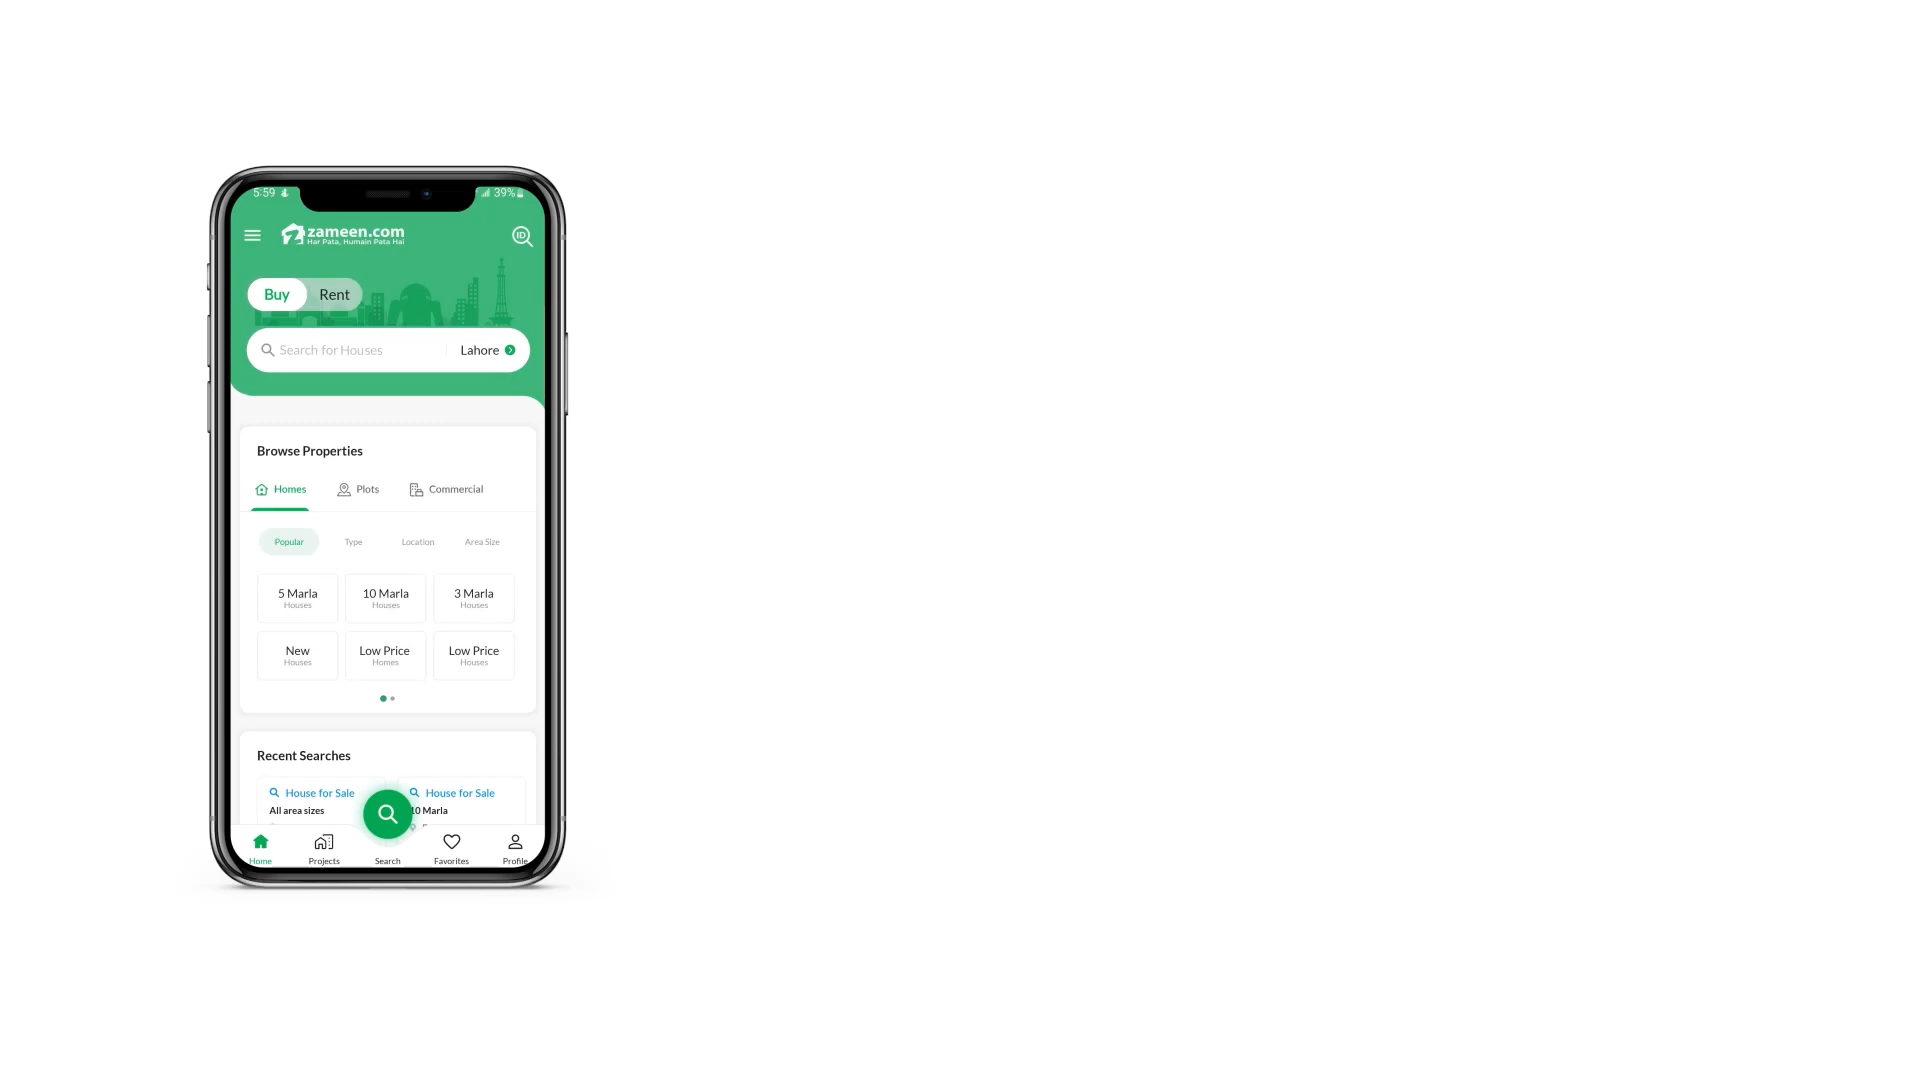 5:59
39%
zameen.com
Har Pata, Humain Pata Hai
ID
Buy Rent
Search for Houses Lahore
Browse Properties
Homes Plots Commercial
Popular Type Location Area Size
5 Marla 10 Marla 3 Marla
Houses Houses Houses
New Low Price Low Price
Houses Homes Houses
Recent Searches
House for Sale House for Sale
All area sizes 10 Marla
Home Projects Search Favorites Profile